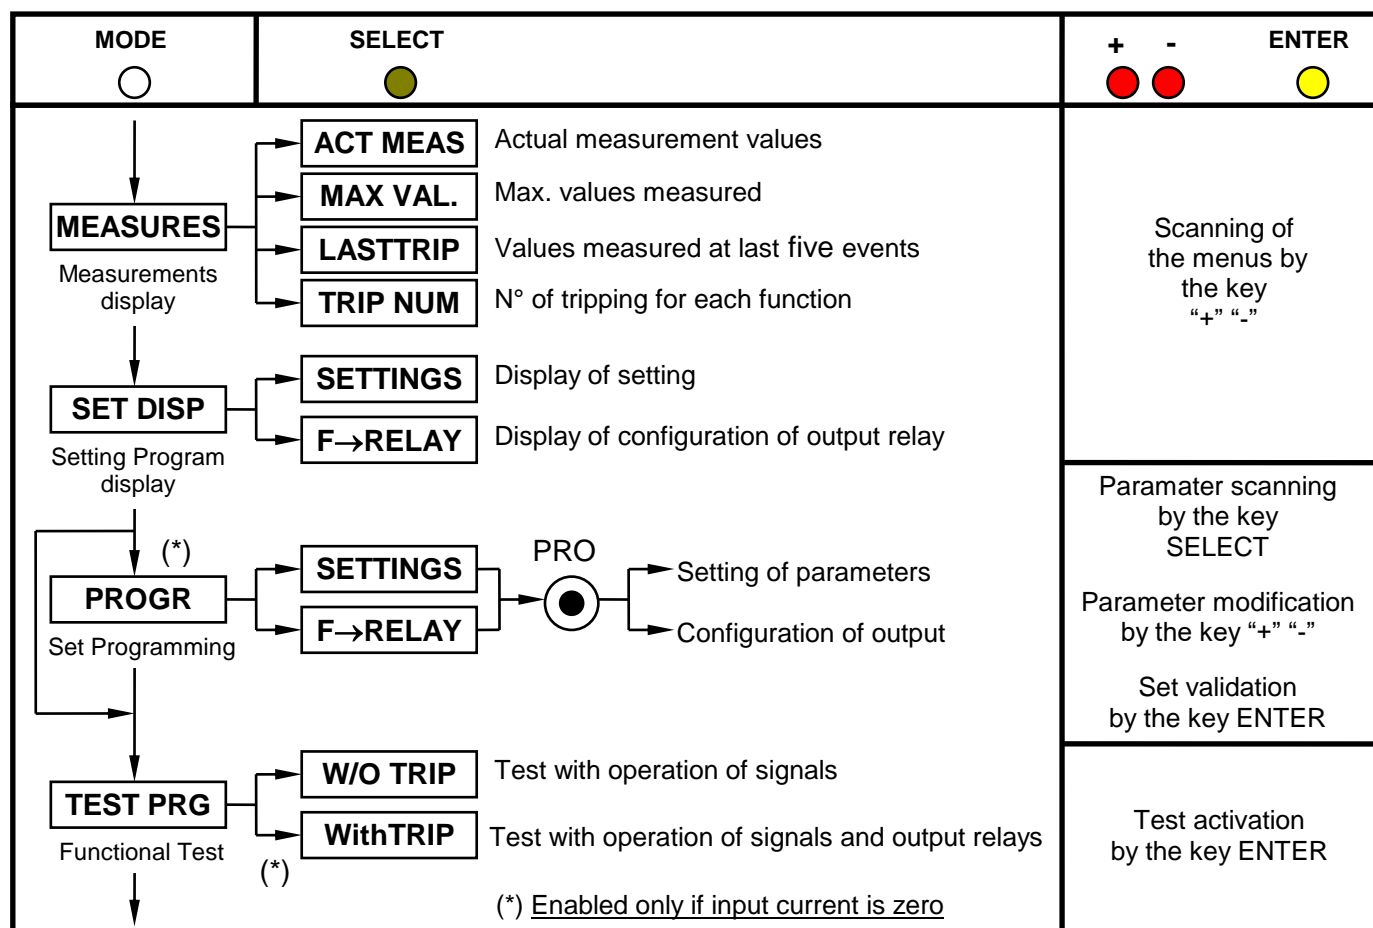 MODE
SELECT
+ -
ENTER
MEASURES
Measurements
display
ACT MEAS
Actual measurement values
MAX VAL.
Max. values measured
LASTTRIP
Values measured at last five events
TRIP NUM
N° of tripping for each function
Scanning of
the menus by
the key
“+” “-”
SET DISP
Setting Program
display
SETTINGS
Display of setting
F→RELAY
Display of configuration of output relay
(*)
PROGR
Set Programming
SETTINGS
F→RELAY
PRO
Setting of parameters
Configuration of output
Paramater scanning
by the key
SELECT
Parameter modification
by the key “+” “-”
Set validation
by the key ENTER
TEST PRG
Functional Test
W/O TRIP
Test with operation of signals
WithTRIP
Test with operation of signals and output relays
(*)
(*) Enabled only if input current is zero
Test activation
by the key ENTER